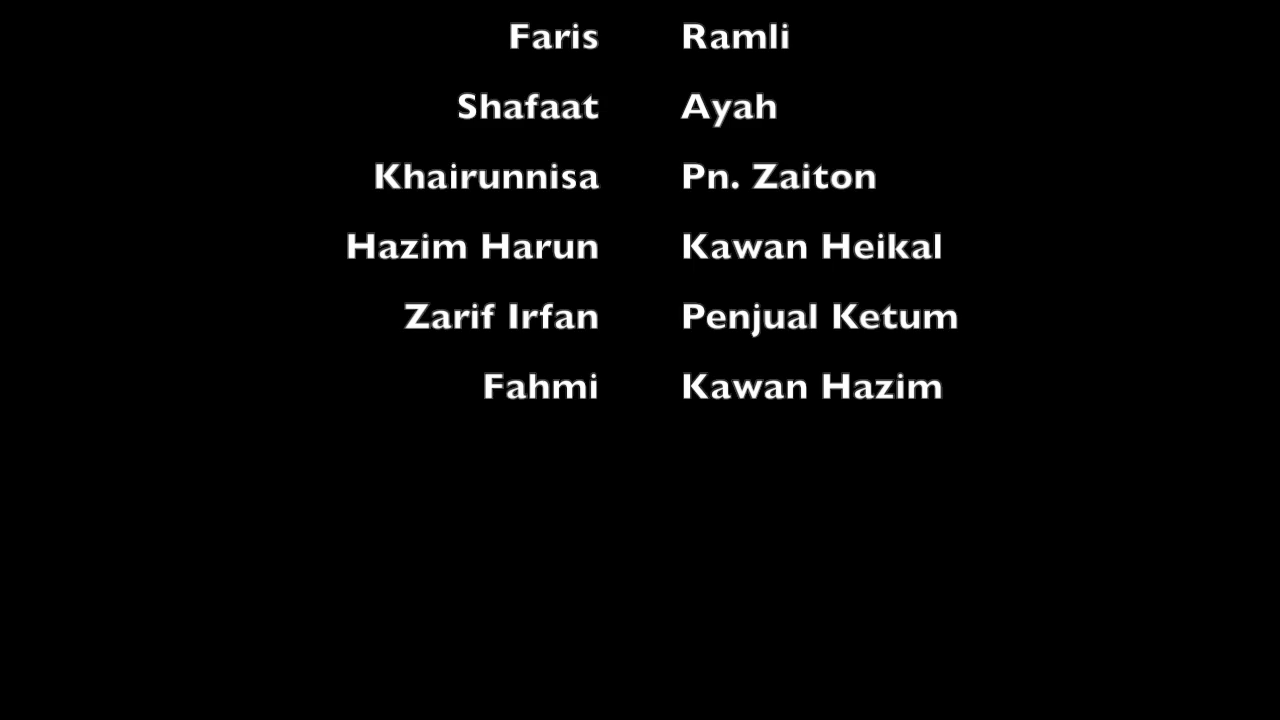 Faris Ramli
Shafaat Ayah
Khairunnisa Pn. Zaiton
Hazim Harun Kawan Heikal
Zarif Irfan Penjual Ketum
Fahmi Kawan Hazim